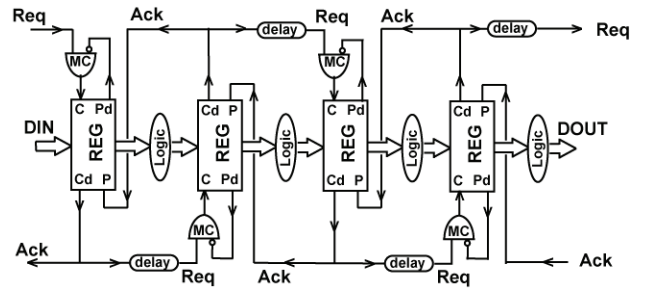 Req Ack delay Req Ack delay Req
MC MC
C Pd Cd P C Pd Cd P
DIN REG Logic REG Logic REG Logic REG Logic DOUT
Cd P C Pd Cd P C Pd
MC MC
Ack delay Req Ack delay Req Ack